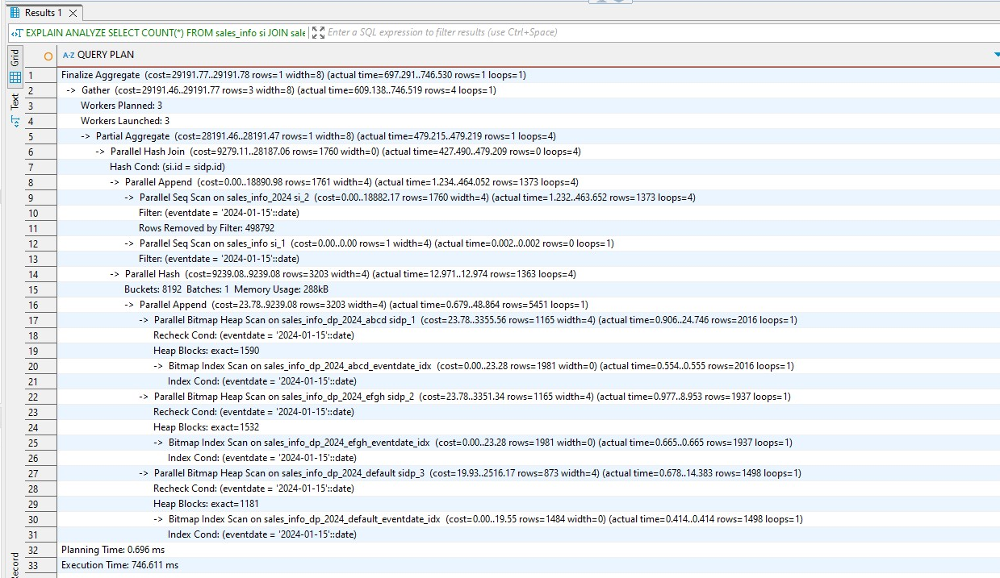 Results 1
EXPLAIN ANALYZE SELECT COUNT(*) FROM sales_info si JOIN sale
Enter a SQL expression to filter results (use Ctrl+Space)
Grid
A-Z QUERY PLAN
1 Finalize Aggregate (cost=29191.77..29191.78 rows=1 width=8) (actual time=697.291..746.530 rows=1 loops=1)
2 -> Gather (cost=29191.46..29191.77 rows=3 width=8) (actual time=609.138..746.519 rows=4 loops=1)
Text
3 Workers Planned: 3
4 Workers Launched: 3
5 -> Partial Aggregate (cost=28191.46..28191.47 rows=1 width=8) (actual time=479.215..479.219 rows=1 loops=4)
6 -> Parallel Hash Join (cost=9279.11..28187.06 rows=1760 width=0) (actual time=427.490..479.209 rows=0 loops=4)
7 Hash Cond: (si.id = sidp.id)
8 -> Parallel Append (cost=0.00..18890.98 rows=1761 width=4) (actual time=1.234..464.052 rows=1373 loops=4)
9 -> Parallel Seq Scan on sales_info_2024 si_2 (cost=0.00..18882.17 rows=1760 width=4) (actual time=1.232..463.652 rows=1373 loops=4)
10 Filter: (eventdate = '2024-01-15'::date)
11 Rows Removed by Filter: 498792
12 -> Parallel Seq Scan on sales_info si_1 (cost=0.00..0.00 rows=1 width=4) (actual time=0.002..0.002 rows=0 loops=1)
13 Filter: (eventdate = '2024-01-15'::date)
14 -> Parallel Hash (cost=9239.08..9239.08 rows=3203 width=4) (actual time=12.971..12.974 rows=1363 loops=4)
15 Buckets: 8192 Batches: 1 Memory Usage: 288kB
16 -> Parallel Append (cost=23.78..9239.08 rows=3203 width=4) (actual time=0.679..48.864 rows=5451 loops=1)
17 -> Parallel Bitmap Heap Scan on sales_info_dp_2024_abcd sidp_1 (cost=23.78..3355.56 rows=1165 width=4) (actual time=0.906..24.746 rows=2016 loops=1)
18 Recheck Cond: (eventdate = '2024-01-15'::date)
19 Heap Blocks: exact=1590
20 -> Bitmap Index Scan on sales_info_dp_2024_abcd_eventdate_idx (cost=0.00..23.28 rows=1981 width=0) (actual time=0.554..0.555 rows=2016 loops=1)
21 Index Cond: (eventdate = '2024-01-15'::date)
22 -> Parallel Bitmap Heap Scan on sales_info_dp_2024_efgh sidp_2 (cost=23.78..3351.34 rows=1165 width=4) (actual time=0.977..8.953 rows=1937 loops=1)
23 Recheck Cond: (eventdate = '2024-01-15'::date)
24 Heap Blocks: exact=1532
25 -> Bitmap Index Scan on sales_info_dp_2024_efgh_eventdate_idx (cost=0.00..23.28 rows=1981 width=0) (actual time=0.665..0.665 rows=1937 loops=1)
26 Index Cond: (eventdate = '2024-01-15'::date)
27 -> Parallel Bitmap Heap Scan on sales_info_dp_2024_default sidp_3 (cost=19.93..2516.17 rows=873 width=4) (actual time=0.678..14.383 rows=1498 loops=1)
28 Recheck Cond: (eventdate = '2024-01-15'::date)
29 Heap Blocks: exact=1181
30 -> Bitmap Index Scan on sales_info_dp_2024_default_eventdate_idx (cost=0.00..19.55 rows=1484 width=0) (actual time=0.414..0.414 rows=1498 loops=1)
31 Index Cond: (eventdate = '2024-01-15'::date)
32 Planning Time: 0.696 ms
33 Execution Time: 746.611 ms